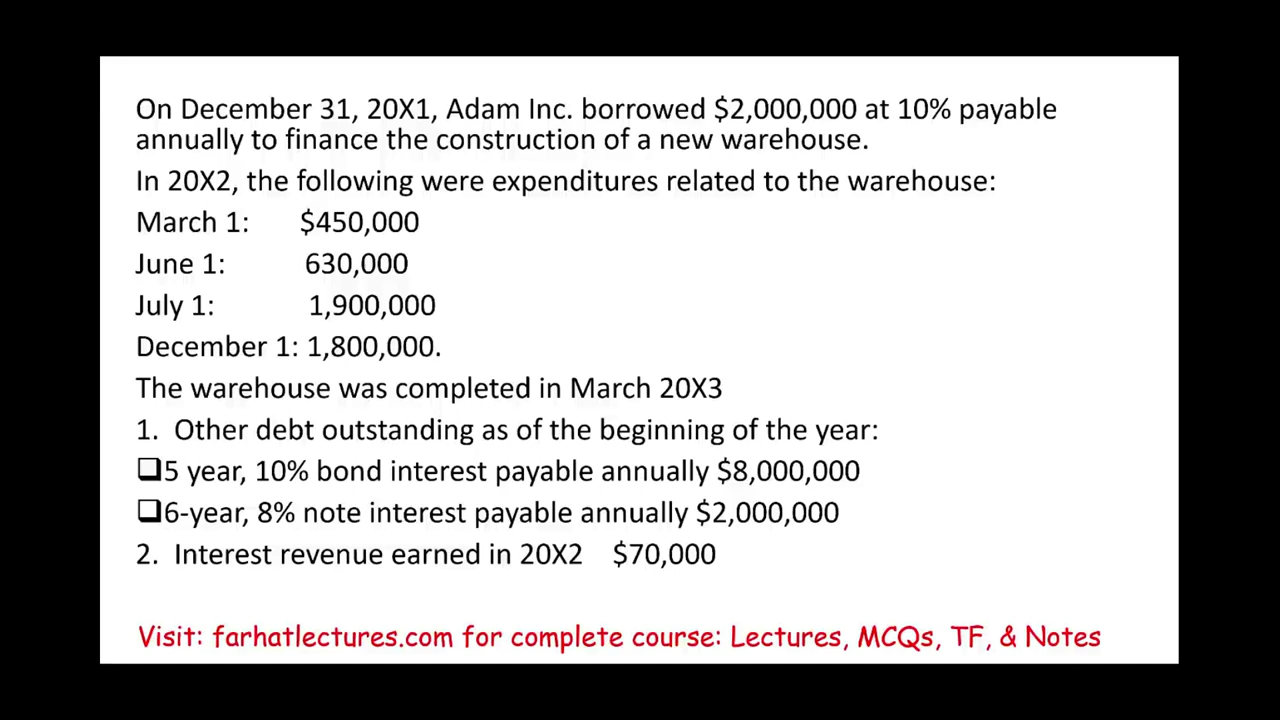 On December 31, 20X1, Adam Inc. borrowed $2,000,000 at 10% payable
annually to finance the construction of a new warehouse.
In 20X2, the following were expenditures related to the warehouse:
March 1: $450,000
June 1: 630,000
July 1: 1,900,000
December 1: 1,800,000.
The warehouse was completed in March 20X3
1. Other debt outstanding as of the beginning of the year:
❑5 year, 10% bond interest payable annually $8,000,000
❑6-year, 8% note interest payable annually $2,000,000
2. Interest revenue earned in 20X2 $70,000
Visit: farhatlectures.com for complete course: Lectures, MCQs, TF, & Notes